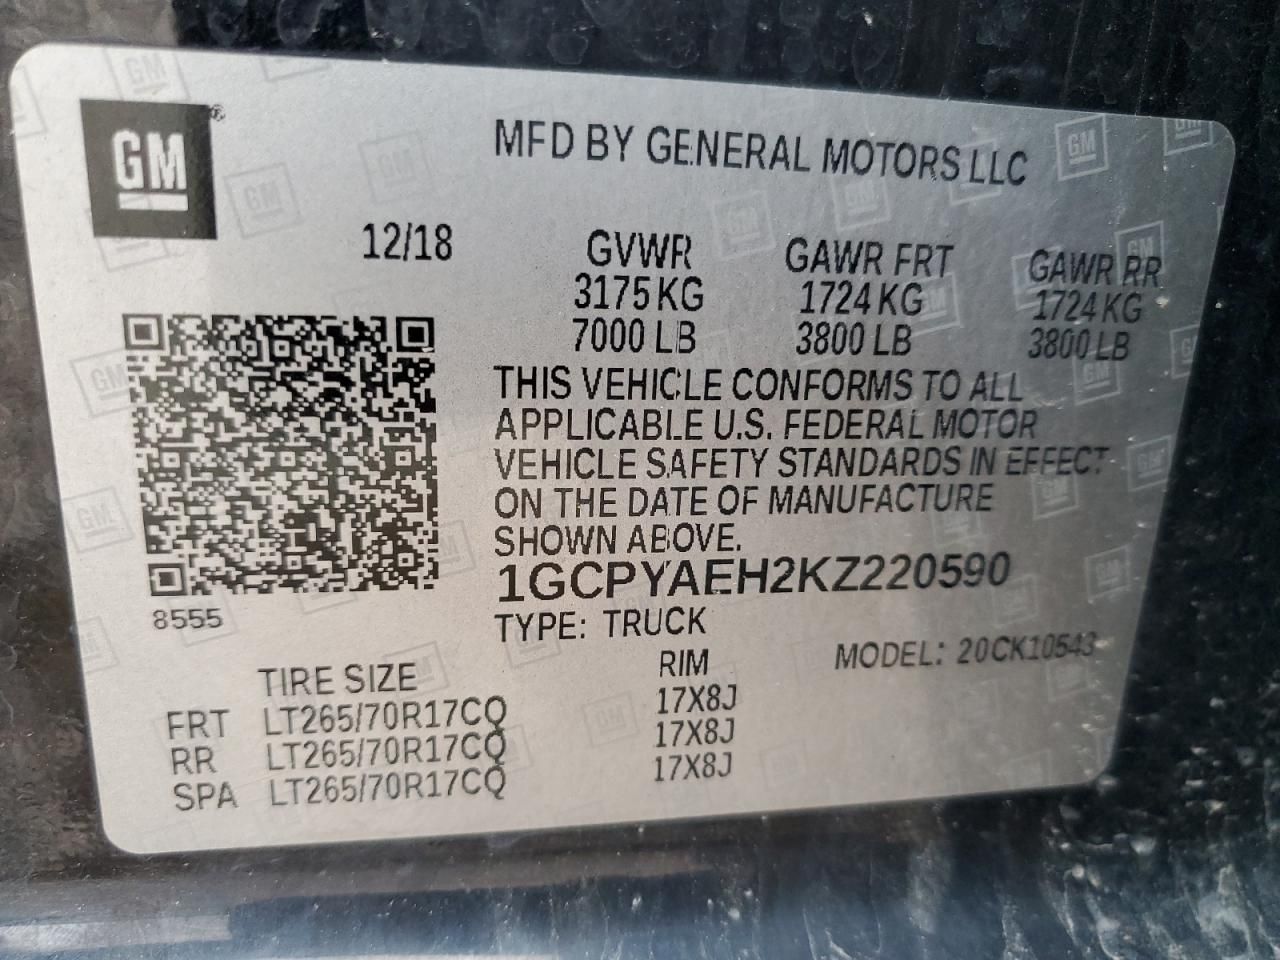 GM®
MFD BY GENERAL MOTORS LLC
12/18
GVWR GAWR FRT GAWR RR
3175 KG 1724 KG 1724 KG
7000 LB 3800 LB 3800 LB
THIS VEHICLE CONFORMS TO ALL
APPLICABLE U.S. FEDERAL MOTOR
VEHICLE SAFETY STANDARDS IN EFFECT
ON THE DATE OF MANUFACTURE
SHOWN ABOVE.
1GCPYAEH2KZ220590
8555
TYPE: TRUCK
MODEL: 20CK10543
TIRE SIZE RIM
FRT LT265/70R17CQ 17X8J
RR LT265/70R17CQ 17X8J
SPA LT265/70R17CQ 17X8J